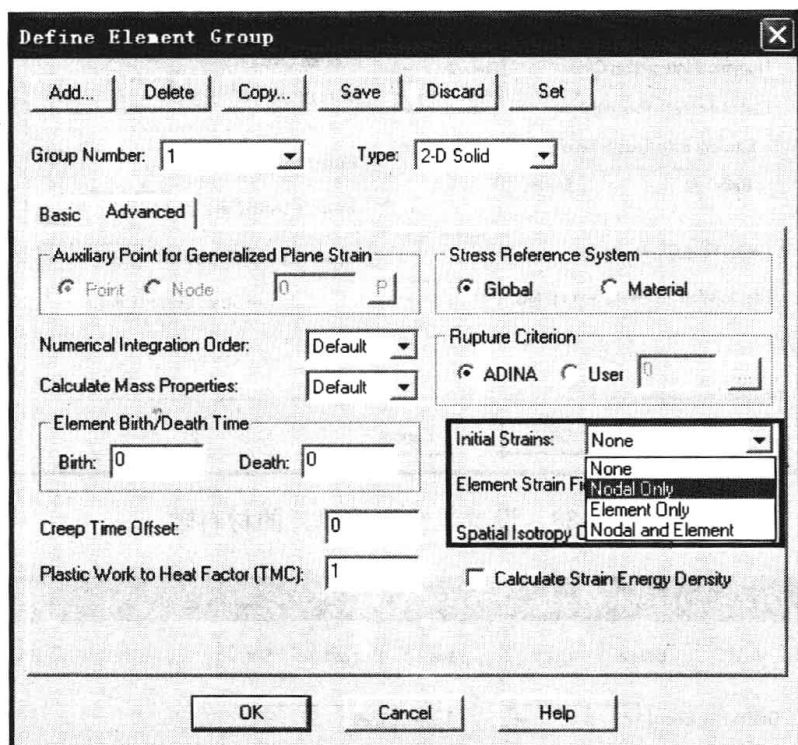 Define Element Group
Add... Delete Copy... Save Discard Set
Group Number: 1 Type: 2-D Solid
Basic Advanced
Auxiliary Point for Generalized Plane Strain
Point Node 0 P
Stress Reference System
Global Material
Numerical Integration Order: Default
Calculate Mass Properties: Default
Rupture Criterion
ADINA User 0 ...
Element Birth/Death Time
Birth: 0 Death: 0
Initial Strains: None
None
Element Strain Fi
Nodal Only
Element Only
Spatial Isotropy
Nodal and Element
Creep Time Offset: 0
Plastic Work to Heat Factor (TMC): 1
Calculate Strain Energy Density
OK Cancel Help